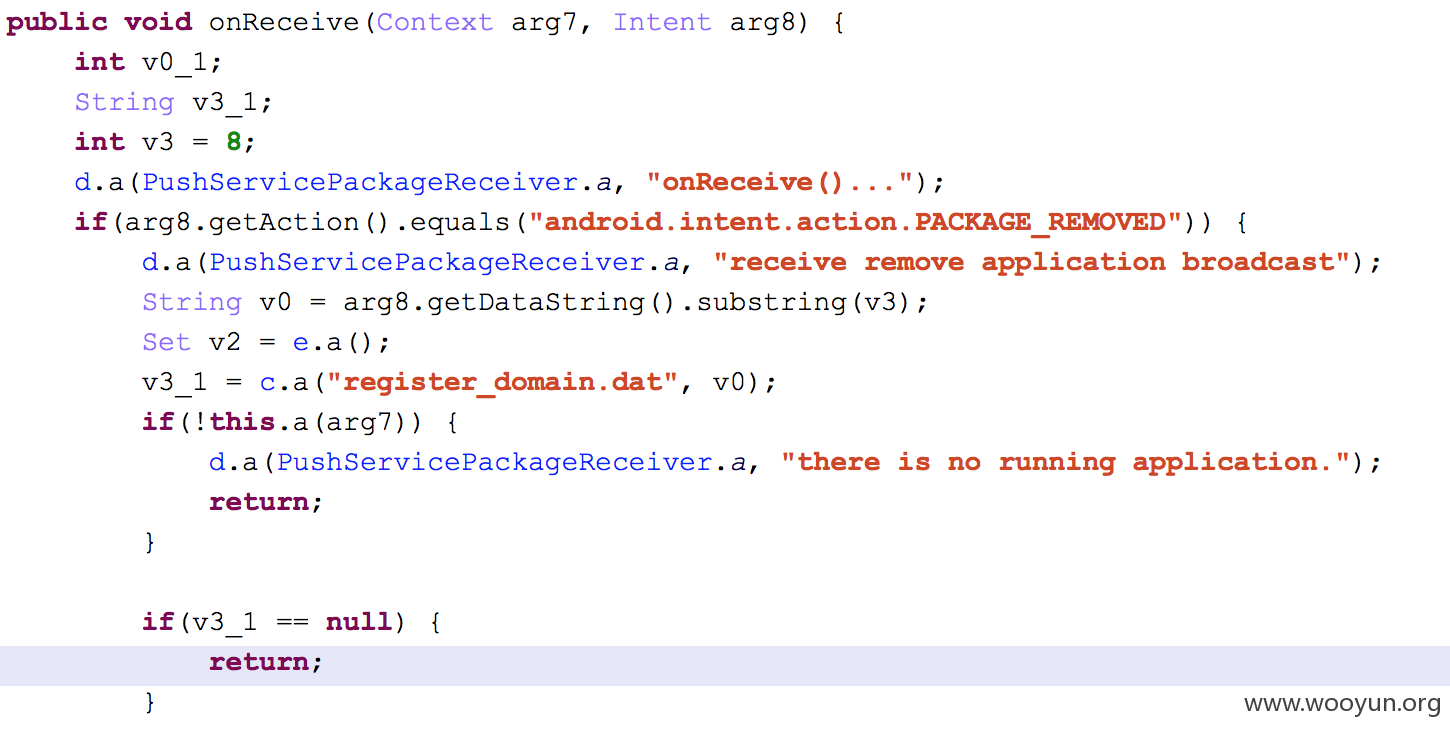 public void onReceive(Context arg7, Intent arg8) {
    int v0_1;
    String v3_1;
    int v3 = 8;
    d.a(PushServicePackageReceiver.a, "onReceive()...");
    if(arg8.getAction().equals("android.intent.action.PACKAGE_REMOVED")) {
        d.a(PushServicePackageReceiver.a, "receive remove application broadcast");
        String v0 = arg8.getDataString().substring(v3);
        Set v2 = e.a();
        v3_1 = c.a("register_domain.dat", v0);
        if(!this.a(arg7)) {
            d.a(PushServicePackageReceiver.a, "there is no running application.");
            return;
        }

        if(v3_1 == null) {
            return;
        }
www.wooyun.org